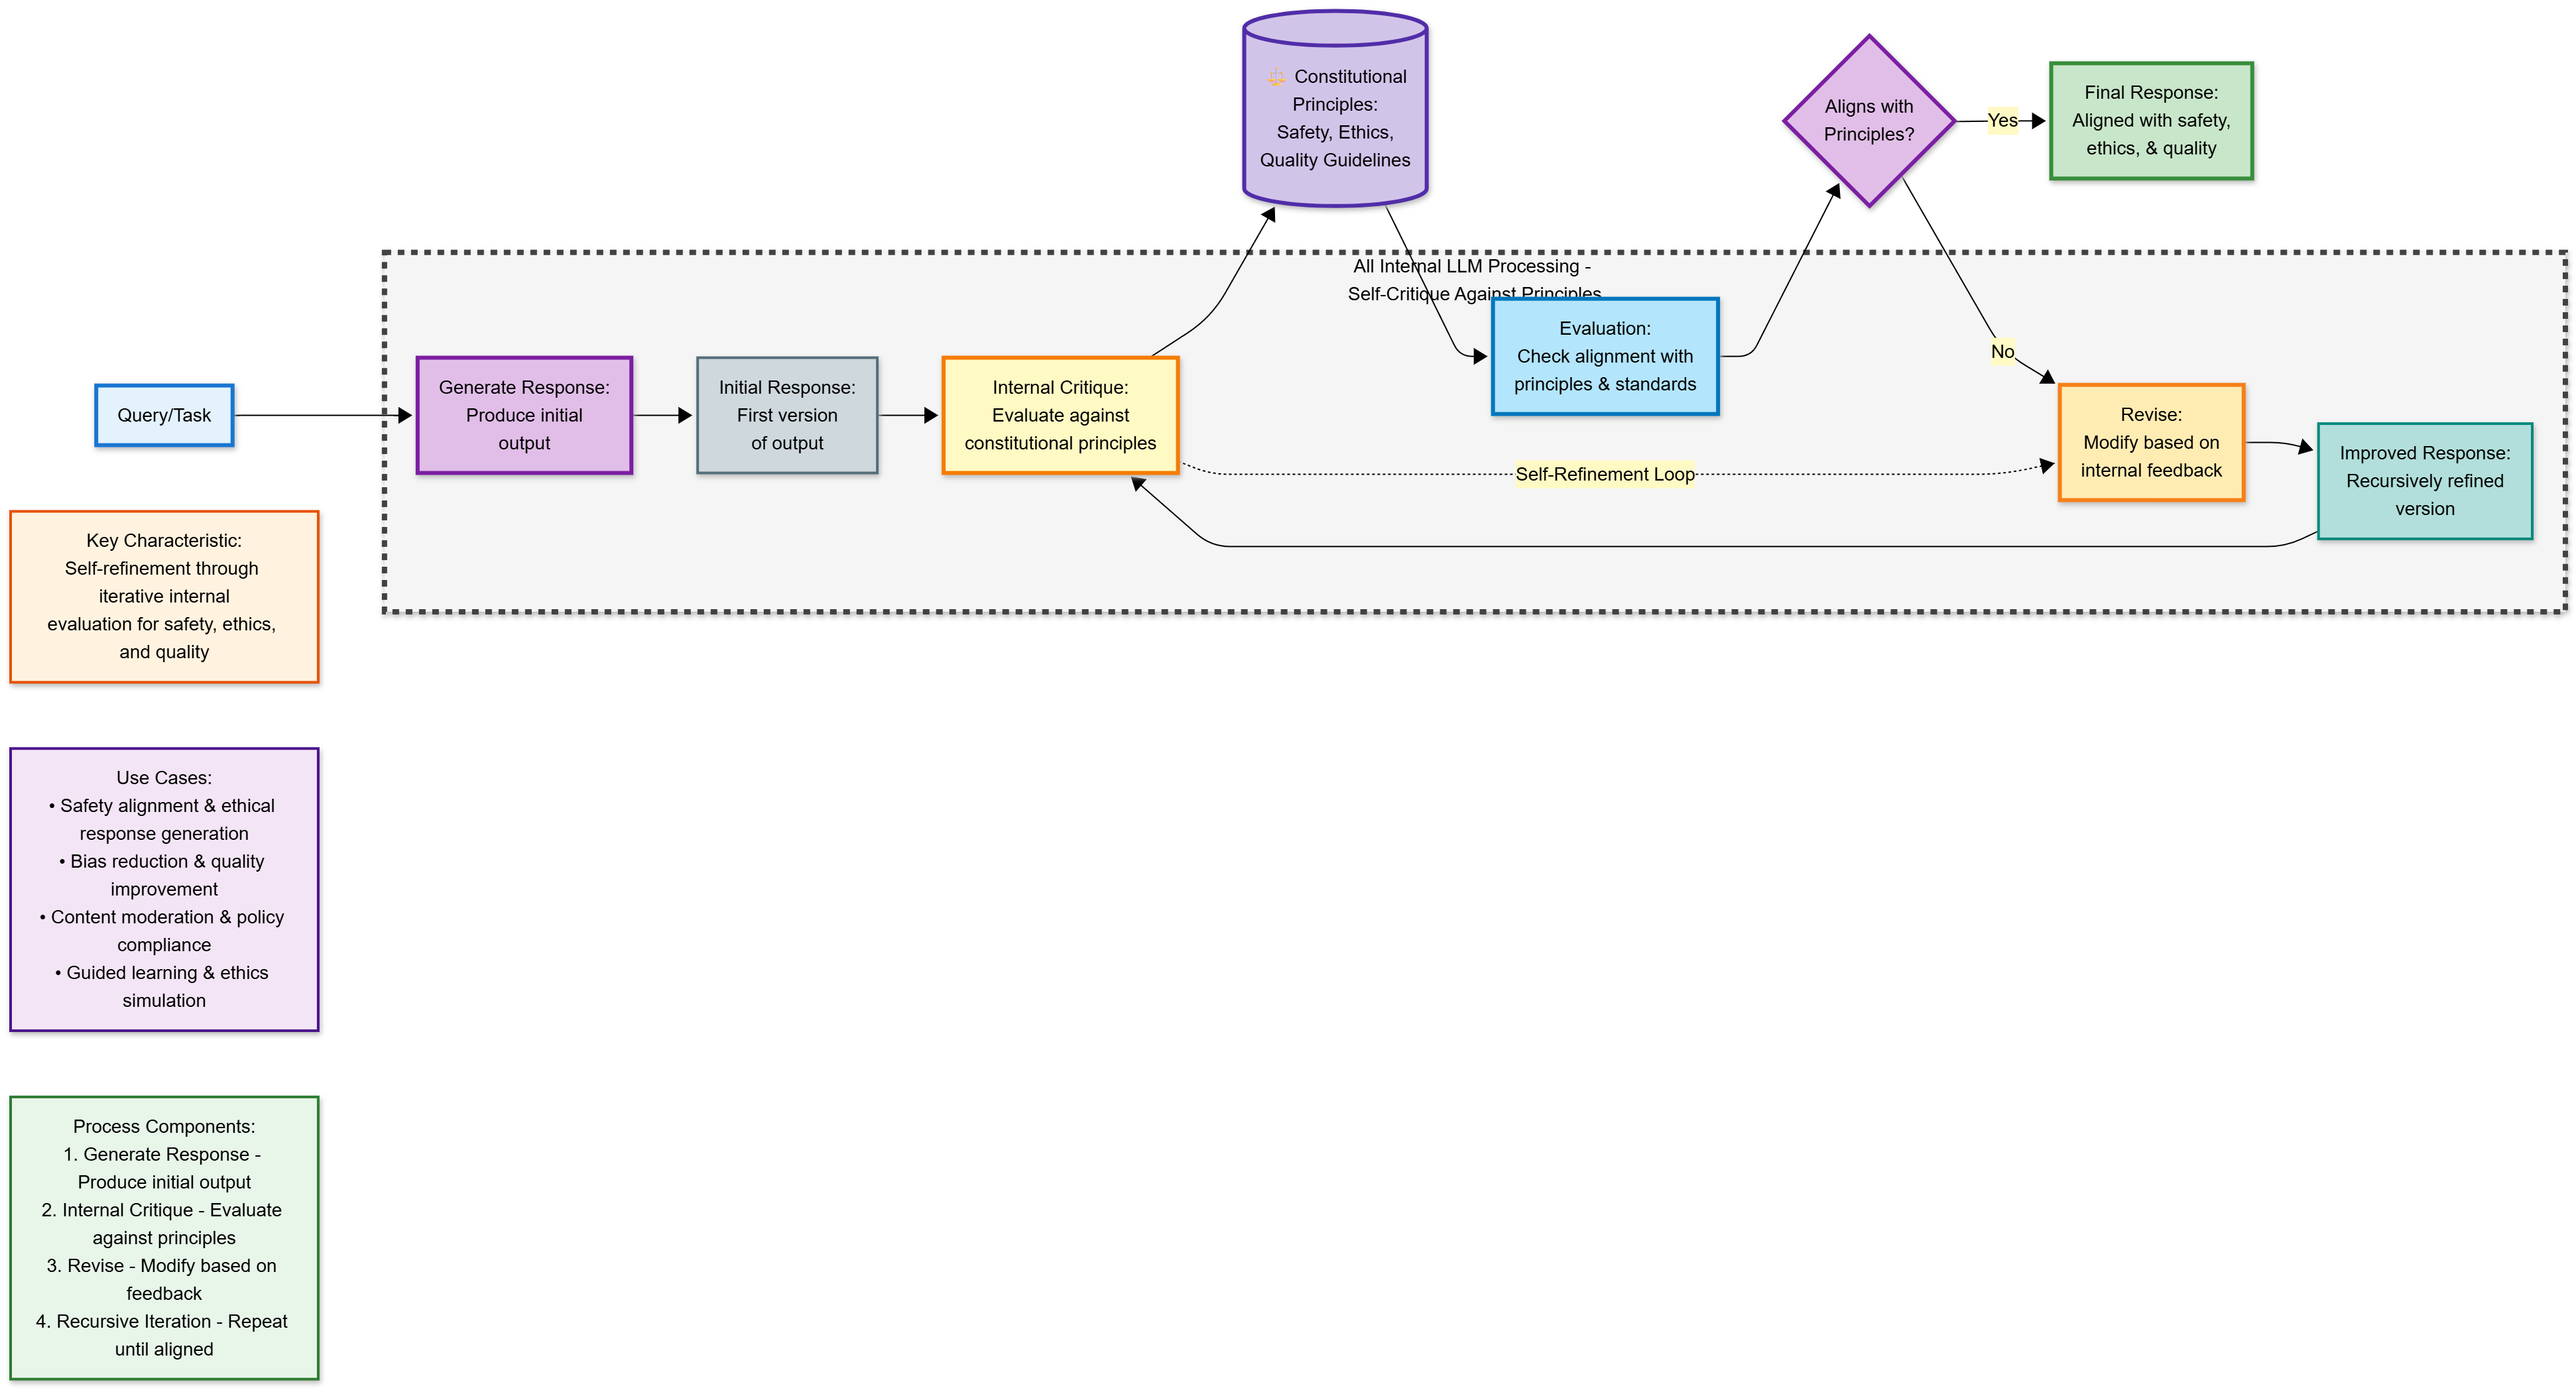 ⚖️ Constitutional
Principles:
Safety, Ethics,
Quality Guidelines
Aligns with
Principles?
Yes
Final Response:
Aligned with safety,
ethics, & quality
All Internal LLM Processing -
Self-Critique Against Principles
Query/Task
Generate Response:
Produce initial
output
Initial Response:
First version
of output
Internal Critique:
Evaluate against
constitutional principles
Evaluation:
Check alignment with
principles & standards
No
Revise:
Modify based on
internal feedback
Improved Response:
Recursively refined
version
Self-Refinement Loop
Key Characteristic:
Self-refinement through
iterative internal
evaluation for safety, ethics,
and quality
Use Cases:
• Safety alignment & ethical
response generation
• Bias reduction & quality
improvement
• Content moderation & policy
compliance
• Guided learning & ethics
simulation
Process Components:
1. Generate Response -
Produce initial output
2. Internal Critique - Evaluate
against principles
3. Revise - Modify based on
feedback
4. Recursive Iteration - Repeat
until aligned